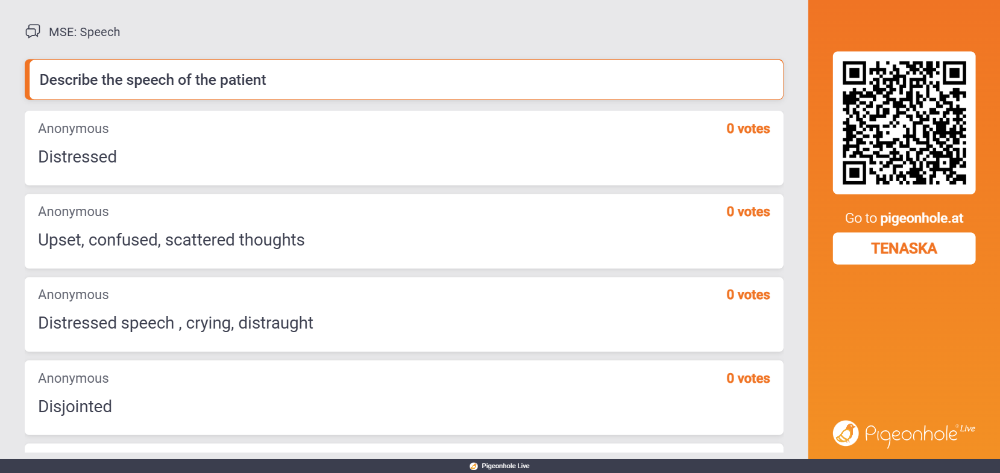 MSE: Speech
Describe the speech of the patient
Anonymous
0 votes
Distressed
Anonymous
0 votes
Upset, confused, scattered thoughts
Anonymous
0 votes
Distressed speech , crying, distraught
Anonymous
0 votes
Disjointed
Go to pigeonhole.at
TENASKA
Pigeonhole® Live
Pigeonhole Live